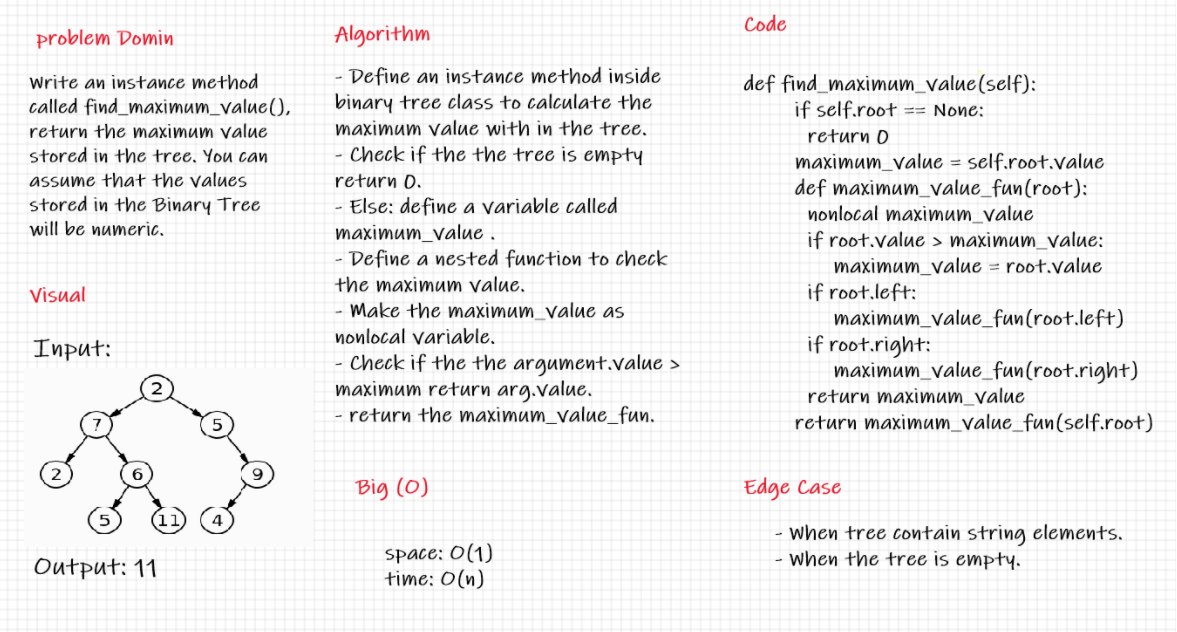 problem Domin
Write an instance method
called find_maximum_value(),
return the maximum value
stored in the tree. You can
assume that the values
stored in the Binary Tree
will be numeric.
Visual
Input:
2
7
5
2
6
9
5
11
4
Output: 11
Algorithm
- Define an instance method inside
binary tree class to calculate the
maximum value with in the tree.
- Check if the the tree is empty
return 0.
- Else: define a variable called
maximum_value .
- Define a nested function to check
the maximum value.
- Make the maximum_value as
nonlocal variable.
- Check if the the argument.value >
maximum return arg.value.
- return the maximum_value_fun.
Big (O)
space: O(1)
time: O(n)
Code
def find_maximum_value(self):
if self.root == None:
return 0
maximum_value = self.root.value
def maximum_value_fun(root):
nonlocal maximum_value
if root.value > maximum_value:
maximum_value = root.value
if root.left:
maximum_value_fun(root.left)
if root.right:
maximum_value_fun(root.right)
return maximum_value
return maximum_value_fun(self.root)
Edge Case
- When tree contain string elements.
- When the tree is empty.